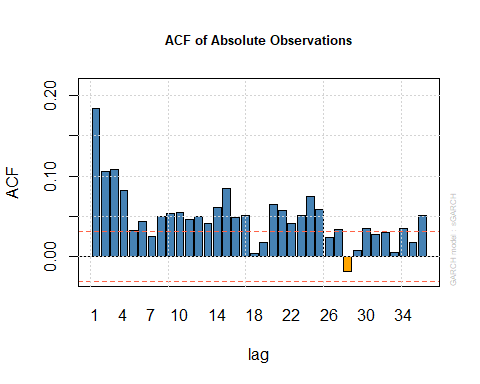 ACF of Absolute Observations
0.20
0.10
0.00
ACF
1 4 7 10 14 18 22 26 30 34
lag
GARCH model : sGARCH